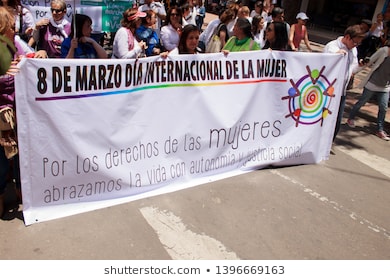 8 DE MARZO DÍA INTERNACIONAL DE LA MUJER
Por los derechos de las mujeres
abrazamos la vida con autonomía y justicia social
shutterstock.com • 1396669163